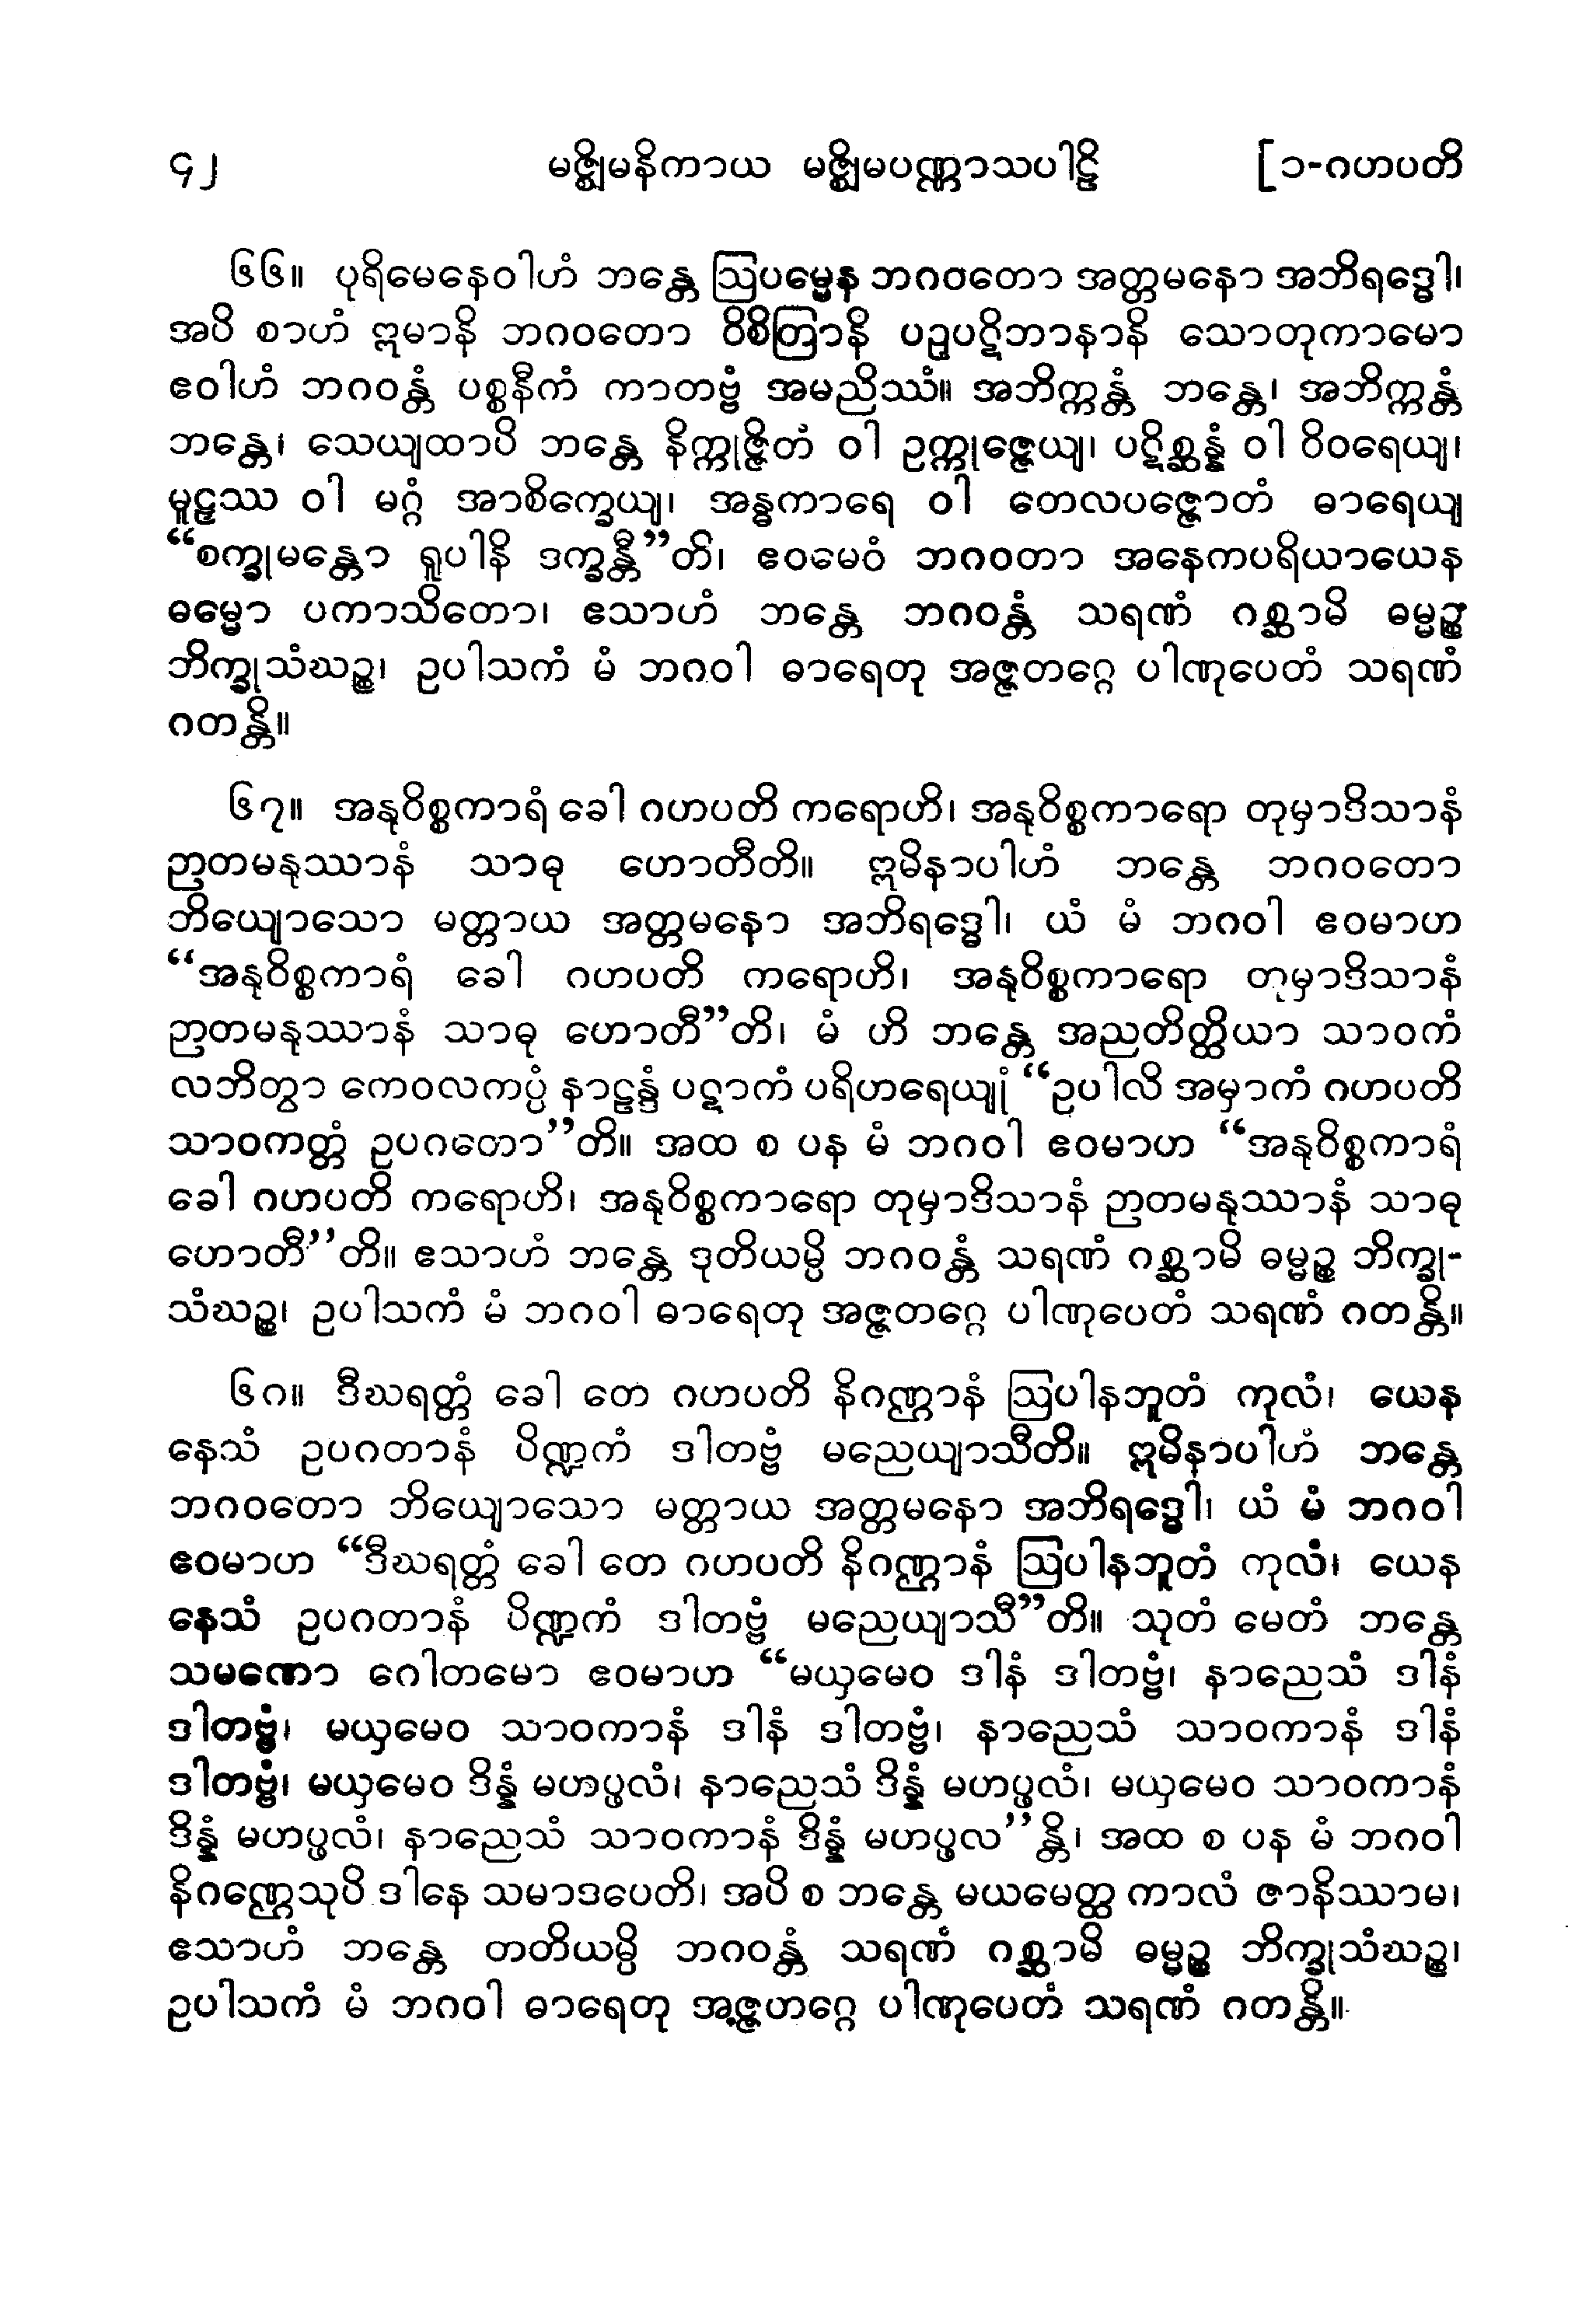 ၄၂ မဇ္ဈိမနိကာယ မဇ္ဈိမပဏ္ဏာသပါဠိ [၁-ဂဟပတိ
၆၆။ ပုရိမေနေဝါဟံ ဘန္တေ ဩပမ္မေန ဘဂဝတော အတ္တမနော အဘိရဒ္ဓေါ၊
အပိ စာဟံ ဣမာနိ ဘဂဝတော ဝိစိတြာနိ ပဉှပဋိဘာနာနိ သောတုကာမော
ဧဝါဟံ ဘဂဝန္တံ ပစ္စနီကံ ကာတဗ္ဗံ အမညိဿံ။ အဘိက္ကန္တံ ဘန္တေ၊ အဘိက္ကန္တံ
ဘန္တေ၊ သေယျထာပိ ဘန္တေ နိက္ကုဇ္ဇိတံ ဝါ ဥက္ကုဇ္ဇေယျ၊ ပဋိစ္ဆန္နံ ဝါ ဝိဝရေယျ၊
မူဠှဿ ဝါ မဂ္ဂံ အာစိက္ခေယျ၊ အန္ဓကာရေ ဝါ တေလပဇ္ဇောတံ ဓာရေယျ
“စက္ခုမန္တော ရူပါနိ ဒက္ခန္တီ”တိ၊ ဧဝမေဝံ ဘဂဝတာ အနေကပရိယာယေန
ဓမ္မော ပကာသိတော၊ ဧသာဟံ ဘန္တေ ဘဂဝန္တံ သရဏံ ဂစ္ဆာမိ ဓမ္မဉ္စ
ဘိက္ခုသံဃဉ္စ၊ ဥပါသကံ မံ ဘဂဝါ ဓာရေတု အဇ္ဇတဂ္ဂေ ပါဏုပေတံ သရဏံ
ဂတန္တိ။
၆၇။ အနုဝိစ္စကာရံ ခေါ ဂဟပတိ ကရောဟိ၊ အနုဝိစ္စကာရော တုမှာဒိသာနံ
ဉာတမနုဿာနံ သာဓု ဟောတီတိ။ ဣမိနာပါဟံ ဘန္တေ ဘဂဝတော
ဘိယျောသော မတ္တာယ အတ္တမနော အဘိရဒ္ဓေါ၊ ယံ မံ ဘဂဝါ ဧဝမာဟ
“အနုဝိစ္စကာရံ ခေါ ဂဟပတိ ကရောဟိ၊ အနုဝိစ္စကာရော တုမှာဒိသာနံ
ဉာတမနုဿာနံ သာဓု ဟောတီ”တိ၊ မံ ဟိ ဘန္တေ အညတိတ္ထိယာ သာဝကံ
လဘိတွာ ကေဝလကပ္ပံ နာဠန္ဒံ ပဋာကံ ပရိဟရေယျုံ “ဥပါလိ အမှာကံ ဂဟပတိ
သာဝကတ္တံ ဥပဂတော”တိ။ အထ စ ပန မံ ဘဂဝါ ဧဝမာဟ “အနုဝိစ္စကာရံ
ခေါ ဂဟပတိ ကရောဟိ၊ အနုဝိစ္စကာရော တုမှာဒိသာနံ ဉာတမနုဿာနံ သာဓု
ဟောတီ”တိ။ ဧသာဟံ ဘန္တေ ဒုတိယမ္ပိ ဘဂဝန္တံ သရဏံ ဂစ္ဆာမိ ဓမ္မဉ္စ ဘိက္ခု-
သံဃဉ္စ၊ ဥပါသကံ မံ ဘဂဝါ ဓာရေတု အဇ္ဇတဂ္ဂေ ပါဏုပေတံ သရဏံ ဂတန္တိ။
၆၈။ ဒီဃရတ္တံ ခေါ တေ ဂဟပတိ နိဂဏ္ဌာနံ ဩပါနဘူတံ ကုလံ၊ ယေန
နေသံ ဥပဂတာနံ ပိဏ္ဍကံ ဒါတဗ္ဗံ မညေယျာသီတိ။ ဣမိနာပါဟံ ဘန္တေ
ဘဂဝတော ဘိယျောသော မတ္တာယ အတ္တမနော အဘိရဒ္ဓေါ၊ ယံ မံ ဘဂဝါ
ဧဝမာဟ “ဒီဃရတ္တံ ခေါ တေ ဂဟပတိ နိဂဏ္ဌာနံ ဩပါနဘူတံ ကုလံ၊ ယေန
နေသံ ဥပဂတာနံ ပိဏ္ဍကံ ဒါတဗ္ဗံ မညေယျာသီ”တိ။ သုတံ မေတံ ဘန္တေ
သမဏော ဂေါတမော ဧဝမာဟ “မယှမေဝ ဒါနံ ဒါတဗ္ဗံ၊ နာညေသံ ဒါနံ
ဒါတဗ္ဗံ၊ မယှမေဝ သာဝကာနံ ဒါနံ ဒါတဗ္ဗံ၊ နာညေသံ သာဝကာနံ ဒါနံ
ဒါတဗ္ဗံ၊ မယှမေဝ ဒိန္နံ မဟပ္ဖလံ၊ နာညေသံ ဒိန္နံ မဟပ္ဖလံ၊ မယှမေဝ သာဝကာနံ
ဒိန္နံ မဟပ္ဖလံ၊ နာညေသံ သာဝကာနံ ဒိန္နံ မဟပ္ဖလ”န္တိ၊ အထ စ ပန မံ ဘဂဝါ
နိဂဏ္ဌေသုပိ ဒါနေ သမာဒပေတိ၊ အပိ စ ဘန္တေ မယမေတ္ထ ကာလံ ဇာနိဿာမ၊
ဧသာဟံ ဘန္တေ တတိယမ္ပိ ဘဂဝန္တံ သရဏံ ဂစ္ဆာမိ ဓမ္မဉ္စ ဘိက္ခုသံဃဉ္စ၊
ဥပါသကံ မံ ဘဂဝါ ဓာရေတု အဇ္ဇဟဂ္ဂေ ပါဏုပေတံ သရဏံ ဂတန္တိ။